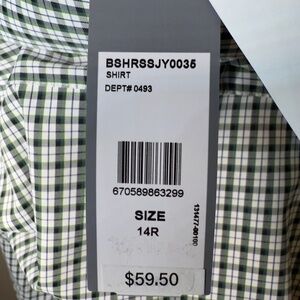 BSHRSSJY0035
SHIRT
DEPT# 0493
670589863299
SIZE
14R
$59.50